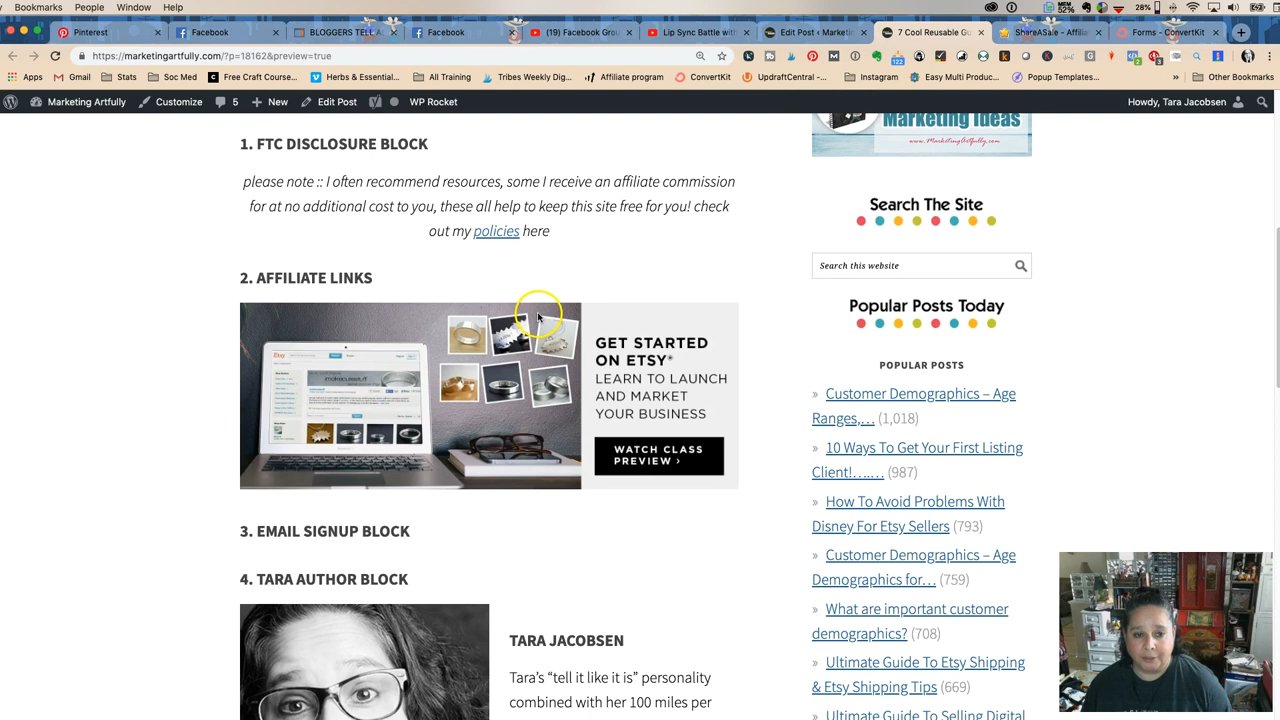 Bookmarks People Window Help
22%
28%
Pinterest
Facebook
BLOGGERS TELL AL
Facebook
(19) Facebook Grou
Lip Sync Battle with
Edit Post ‹ Marketin
7 Cool Reusable Gu
ShareASale - Affilia
Forms - ConvertKit
https://marketingartfully.com/?p=18162&preview=true
122
Apps Gmail Stats Soc Med Free Craft Course... Herbs & Essential... All Training Tribes Weekly Dig... Affiliate program ConvertKit UpdraftCentral -... Instagram Easy Multi Produc... Popup Templates... » Other Bookmarks
Marketing Artfully Customize 5 New Edit Post WP Rocket Howdy, Tara Jacobsen
1. FTC DISCLOSURE BLOCK
please note :: I often recommend resources, some I receive an affiliate commission
for at no additional cost to you, these all help to keep this site free for you! check
out my policies here
2. AFFILIATE LINKS
Etsy
GET STARTED
ON ETSY*
LEARN TO LAUNCH
AND MARKET
YOUR BUSINESS
WATCH CLASS
PREVIEW ›
3. EMAIL SIGNUP BLOCK
4. TARA AUTHOR BLOCK
TARA JACOBSEN
Tara's “tell it like it is” personality
combined with her 100 miles per
Marketing Ideas
www.MarketingArtfully.com
Search The Site
Search this website
Popular Posts Today
POPULAR POSTS
» Customer Demographics – Age
Ranges,… (1,018)
» 10 Ways To Get Your First Listing
Client!…… (987)
» How To Avoid Problems With
Disney For Etsy Sellers (793)
» Customer Demographics – Age
Demographics for… (759)
» What are important customer
demographics? (708)
» Ultimate Guide To Etsy Shipping
& Etsy Shipping Tips (669)
» Ultimate Guide To Selling Digital